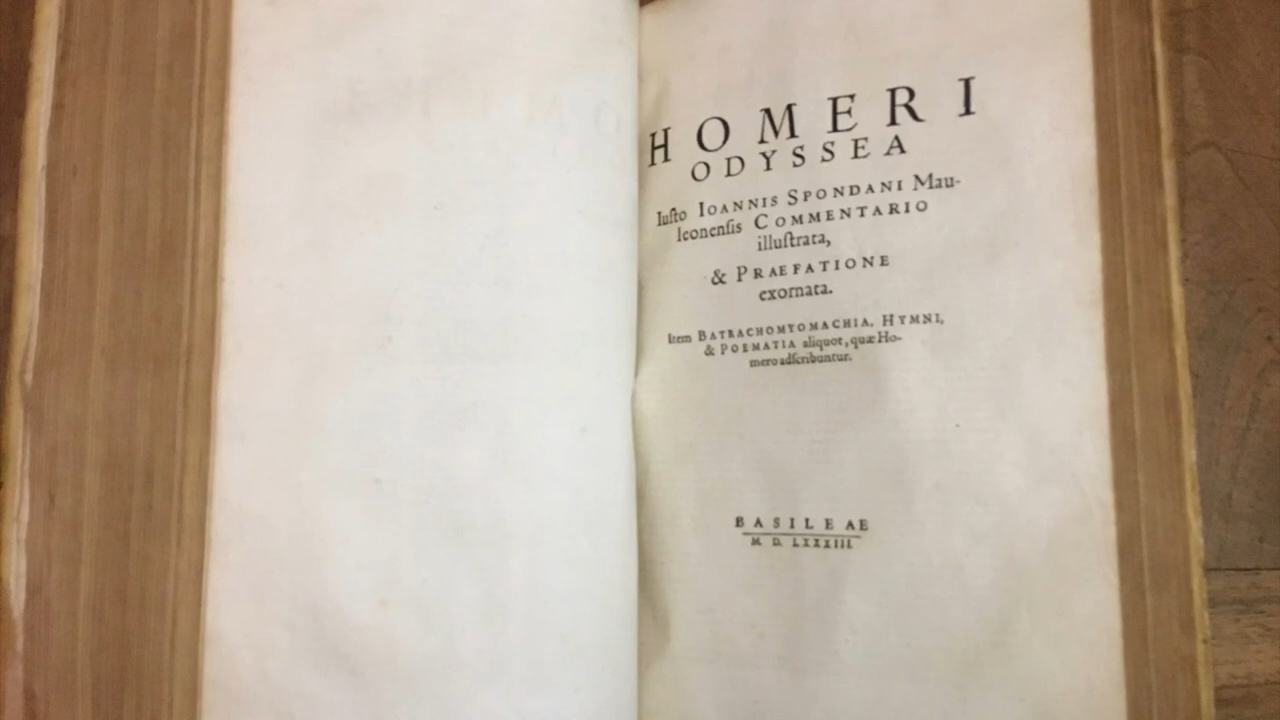 HOMERI
ODYSSEA
Iuſto IOANNIS SPONDANI Mau-
leonenſis COMMENTARIO
illuſtrata,
& PRAEFATIONE
exornata.
Item BATRACHOMYOMACHIA, HYMNI,
& POEMATIA aliquot, quæ Ho-
mero adſcribuntur.
BASILEAE
M D. LXXXIII.